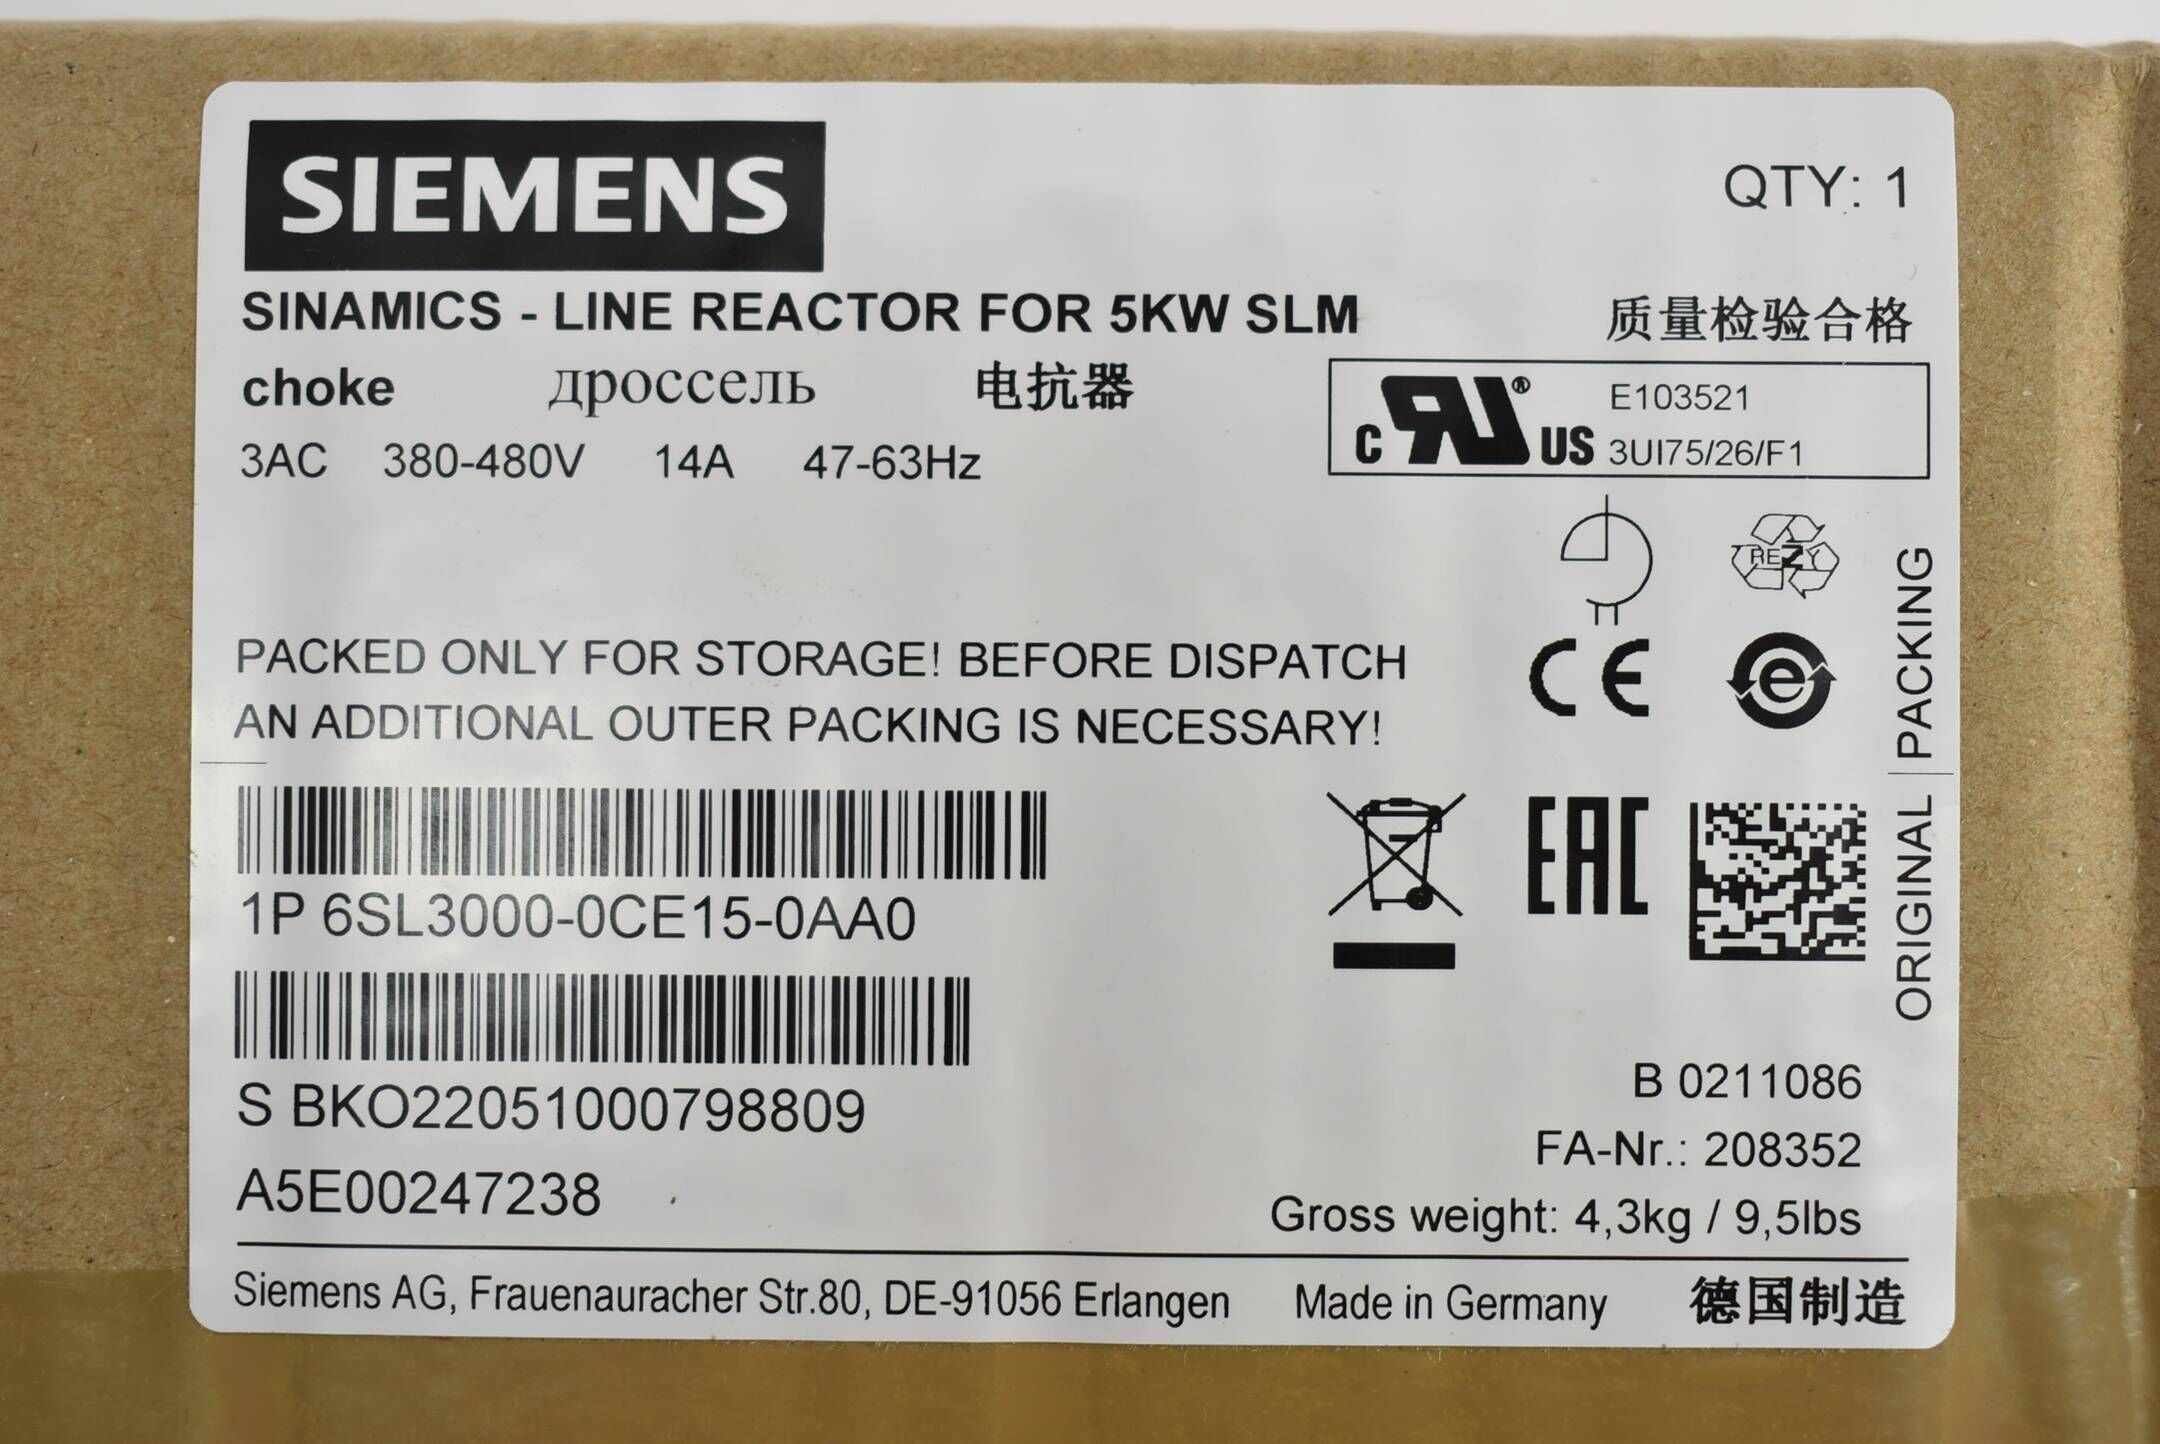 SIEMENS
QTY: 1
SINAMICS - LINE REACTOR FOR 5KW SLM
质量检验合格
choke дроссель 电抗器
3AC 380-480V 14A 47-63Hz
c RU ® US E103521
3UI75/26/F1
REZY
PACKED ONLY FOR STORAGE! BEFORE DISPATCH
AN ADDITIONAL OUTER PACKING IS NECESSARY!
CE
e
ORIGINAL PACKING
EAC
1P 6SL3000-0CE15-0AA0
S BKO22051000798809
A5E00247238
B 0211086
FA-Nr.: 208352
Gross weight: 4,3kg / 9,5lbs
Siemens AG, Frauenauracher Str.80, DE-91056 Erlangen Made in Germany 德国制造